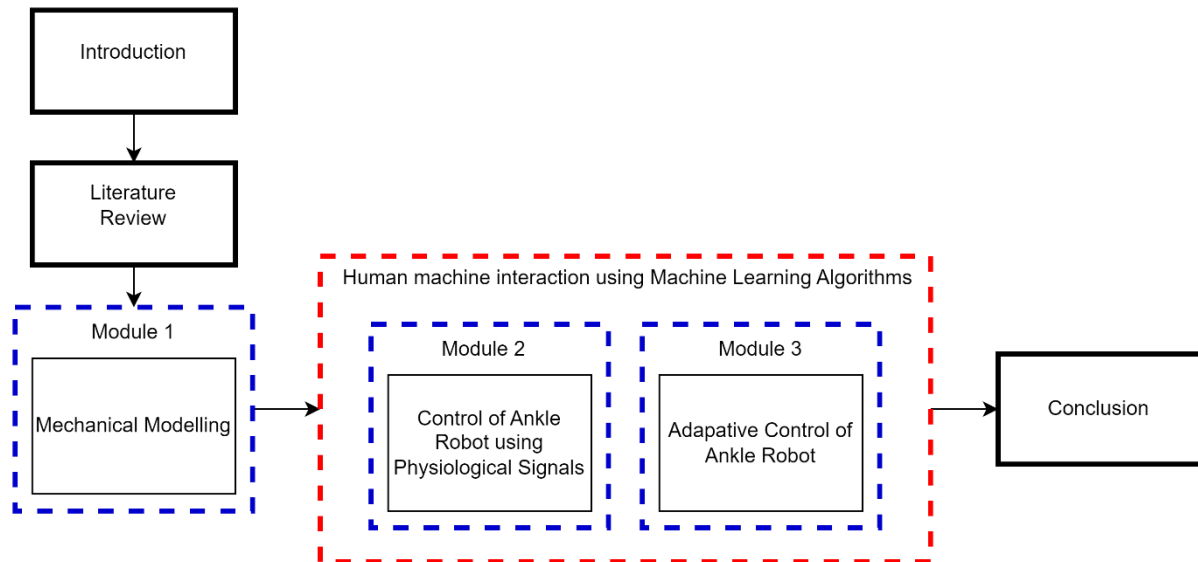 Introduction
Literature
Review
Module 1
Mechanical Modelling
Human machine interaction using Machine Learning Algorithms
Module 2
Control of Ankle
Robot using
Physiological Signals
Module 3
Adapative Control of
Ankle Robot
Conclusion